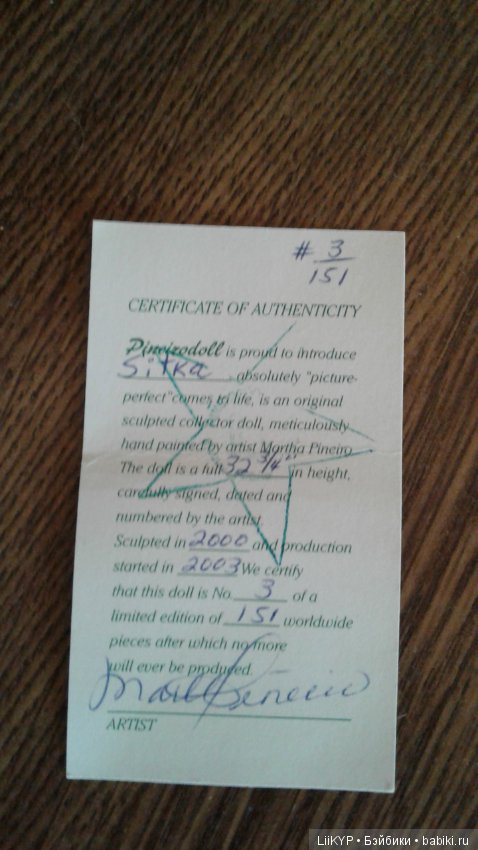 # 3
151
CERTIFICATE OF AUTHENTICITY
Pineirodoll is proud to introduce
Sitka, absolutely "picture-
perfect" comes to life, is an original
sculpted collector doll, meticulously
hand painted by artist Martha Pineiro.
The doll is a full 32 3/4" in height,
carefully signed, dated and
numbered by the artist.
Sculpted in 2000 and production
started in 2003 We certify
that this doll is No. 3 of a
limited edition of 151 worldwide
pieces after which no more
will ever be produced.
Martha Pineiro
ARTIST
LiiKYP • Бэйбики • babiki.ru